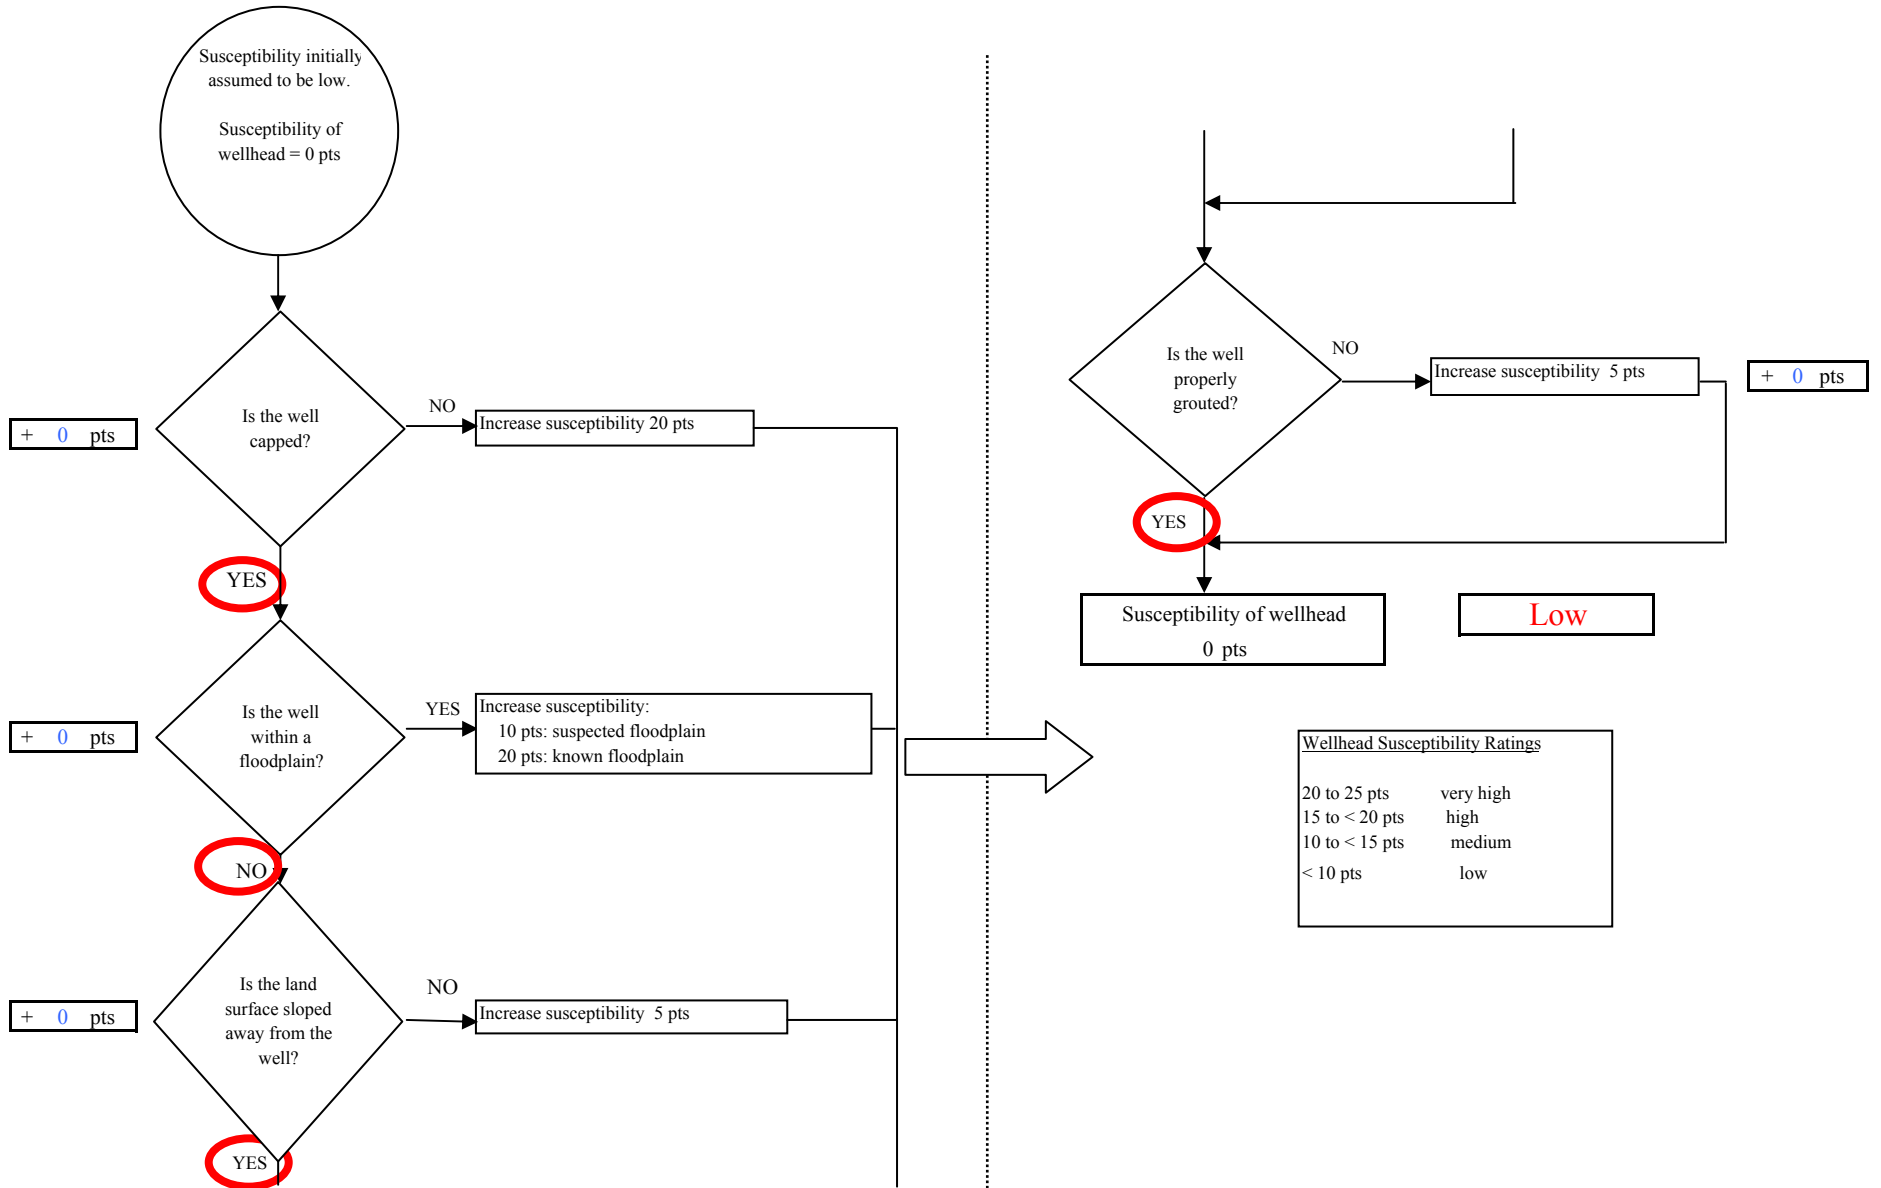 Susceptibility initially
assumed to be low.
Susceptibility of
wellhead = 0 pts
Is the well
capped?
NO
Increase susceptibility 20 pts
+ 0 pts
YES
Is the well
within a
floodplain?
YES
Increase susceptibility:
10 pts: suspected floodplain
20 pts: known floodplain
+ 0 pts
NO
Is the land
surface sloped
away from the
well?
NO
Increase susceptibility 5 pts
+ 0 pts
YES
Is the well
properly
grouted?
NO
Increase susceptibility 5 pts
+ 0 pts
YES
Susceptibility of wellhead
0 pts
Low
Wellhead Susceptibility Ratings
20 to 25 pts very high
15 to < 20 pts high
10 to < 15 pts medium
< 10 pts low